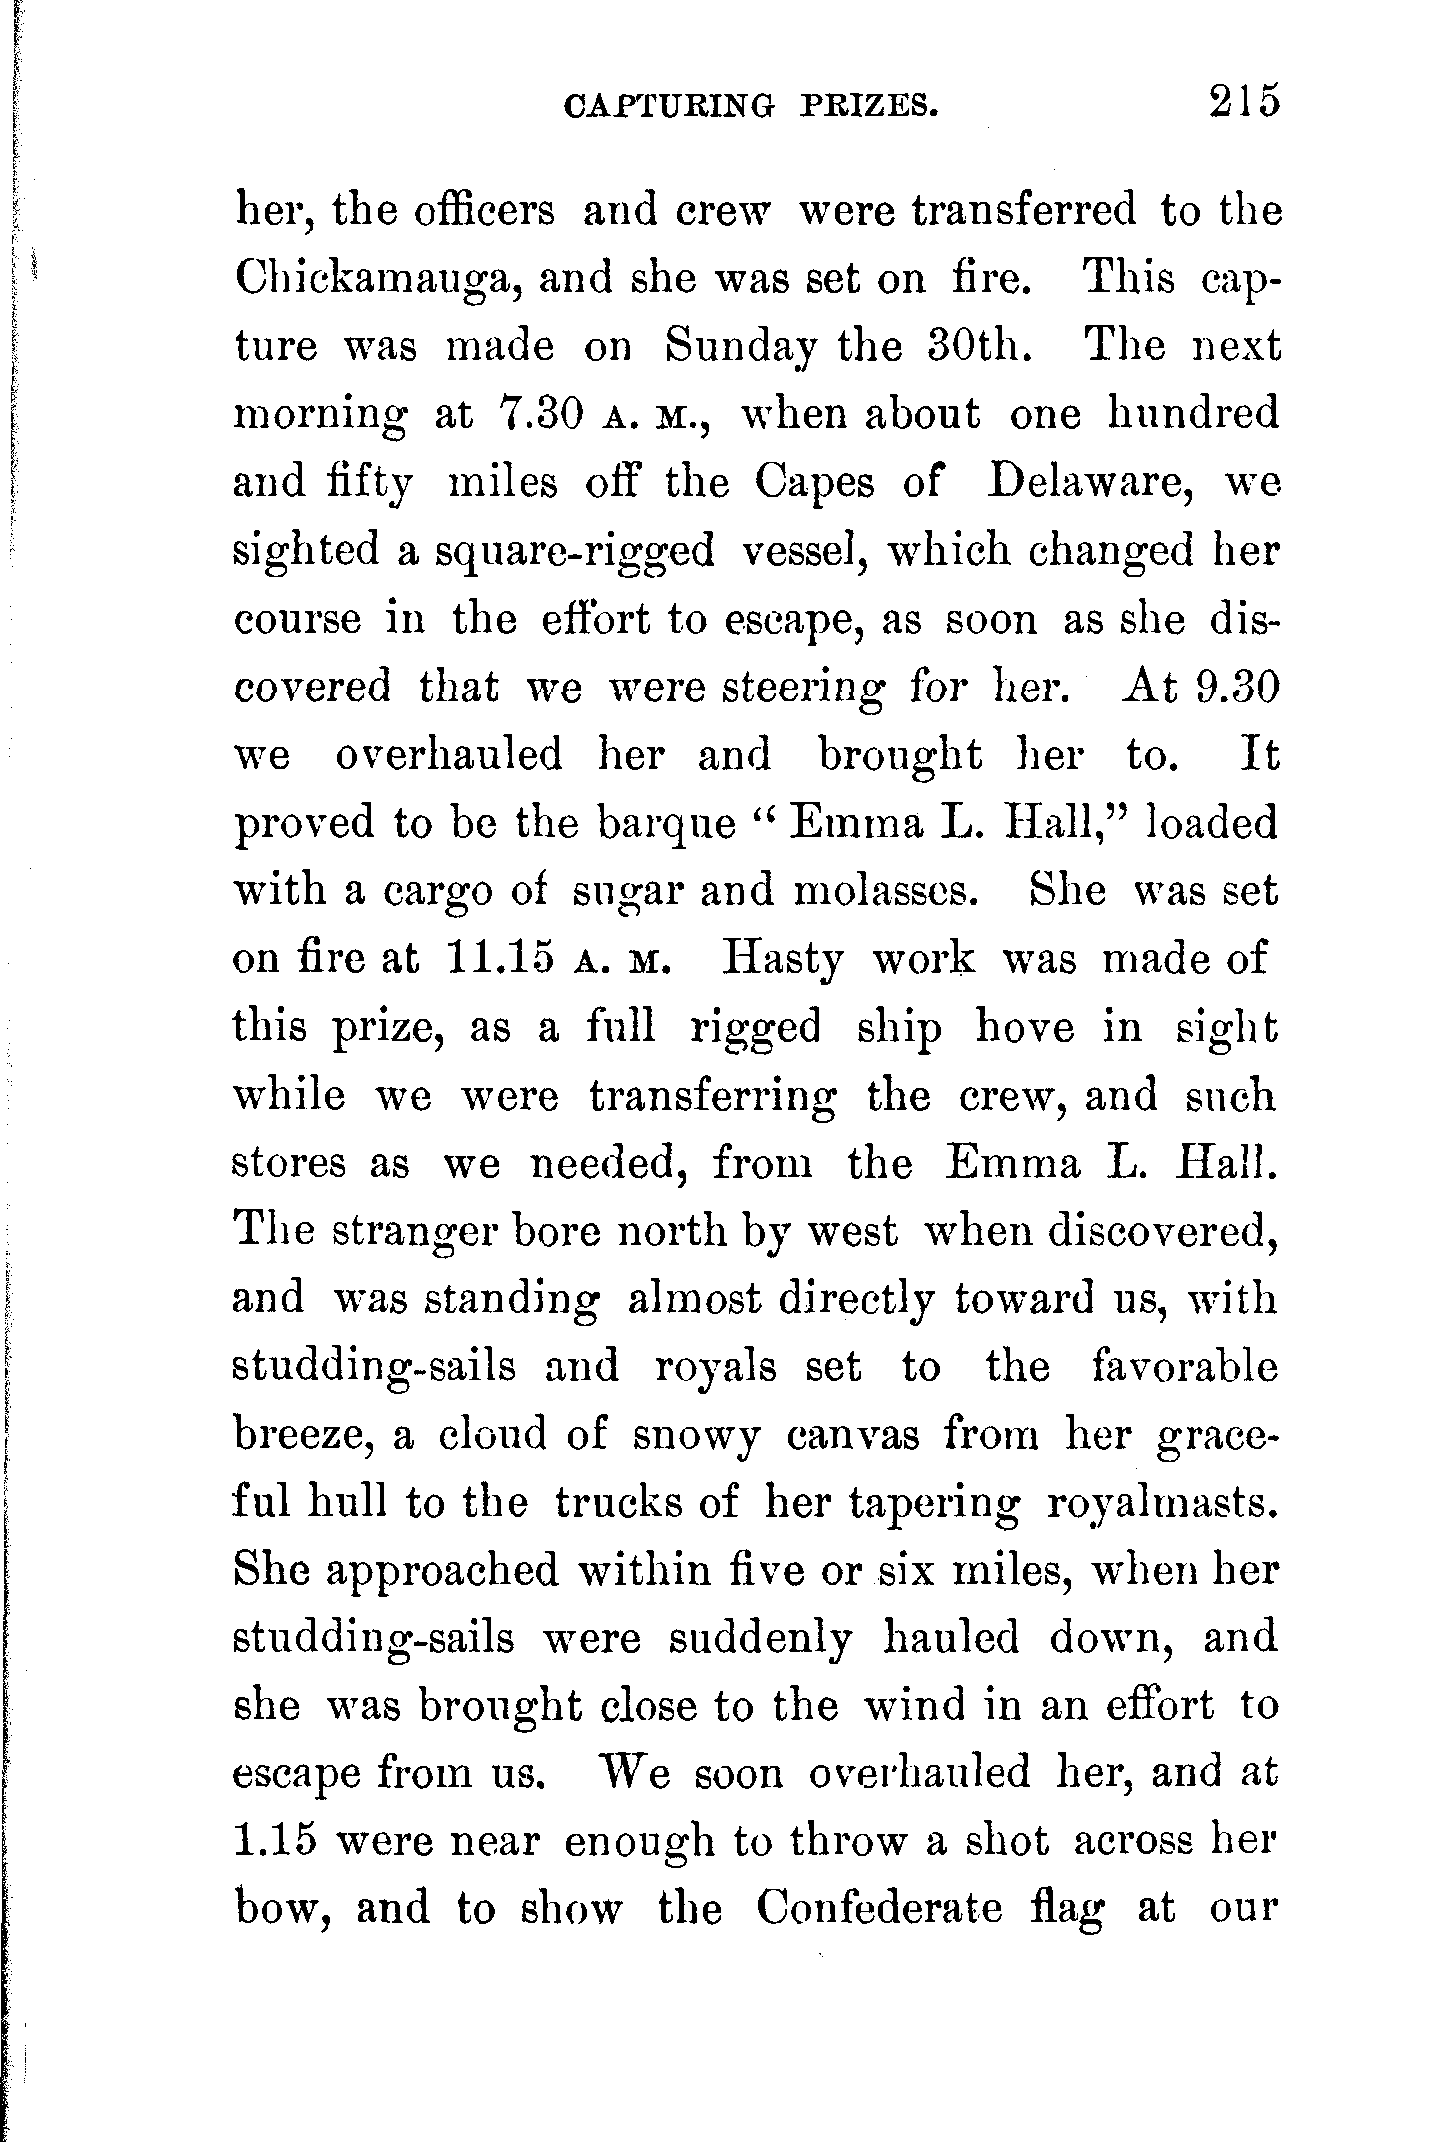 CAPTURING PRIZES. 215
her, the officers and crew were transferred to the
Chickamauga, and she was set on fire. This cap-
ture was made on Sunday the 30th. The next
morning at 7.30 A. M., when about one hundred
and fifty miles off the Capes of Delaware, we
sighted a square-rigged vessel, which changed her
course in the effort to escape, as soon as she dis-
covered that we were steering for her. At 9.30
we overhauled her and brought her to. It
proved to be the barque “ Emma L. Hall,” loaded
with a cargo of sugar and molasses. She was set
on fire at 11.15 A. M. Hasty work was made of
this prize, as a full rigged ship hove in sight
while we were transferring the crew, and such
stores as we needed, from the Emma L. Hall.
The stranger bore north by west when discovered,
and was standing almost directly toward us, with
studding-sails and royals set to the favorable
breeze, a cloud of snowy canvas from her grace-
ful hull to the trucks of her tapering royalmasts.
She approached within five or six miles, when her
studding-sails were suddenly hauled down, and
she was brought close to the wind in an effort to
escape from us. We soon overhauled her, and at
1.15 were near enough to throw a shot across her
bow, and to show the Confederate flag at our